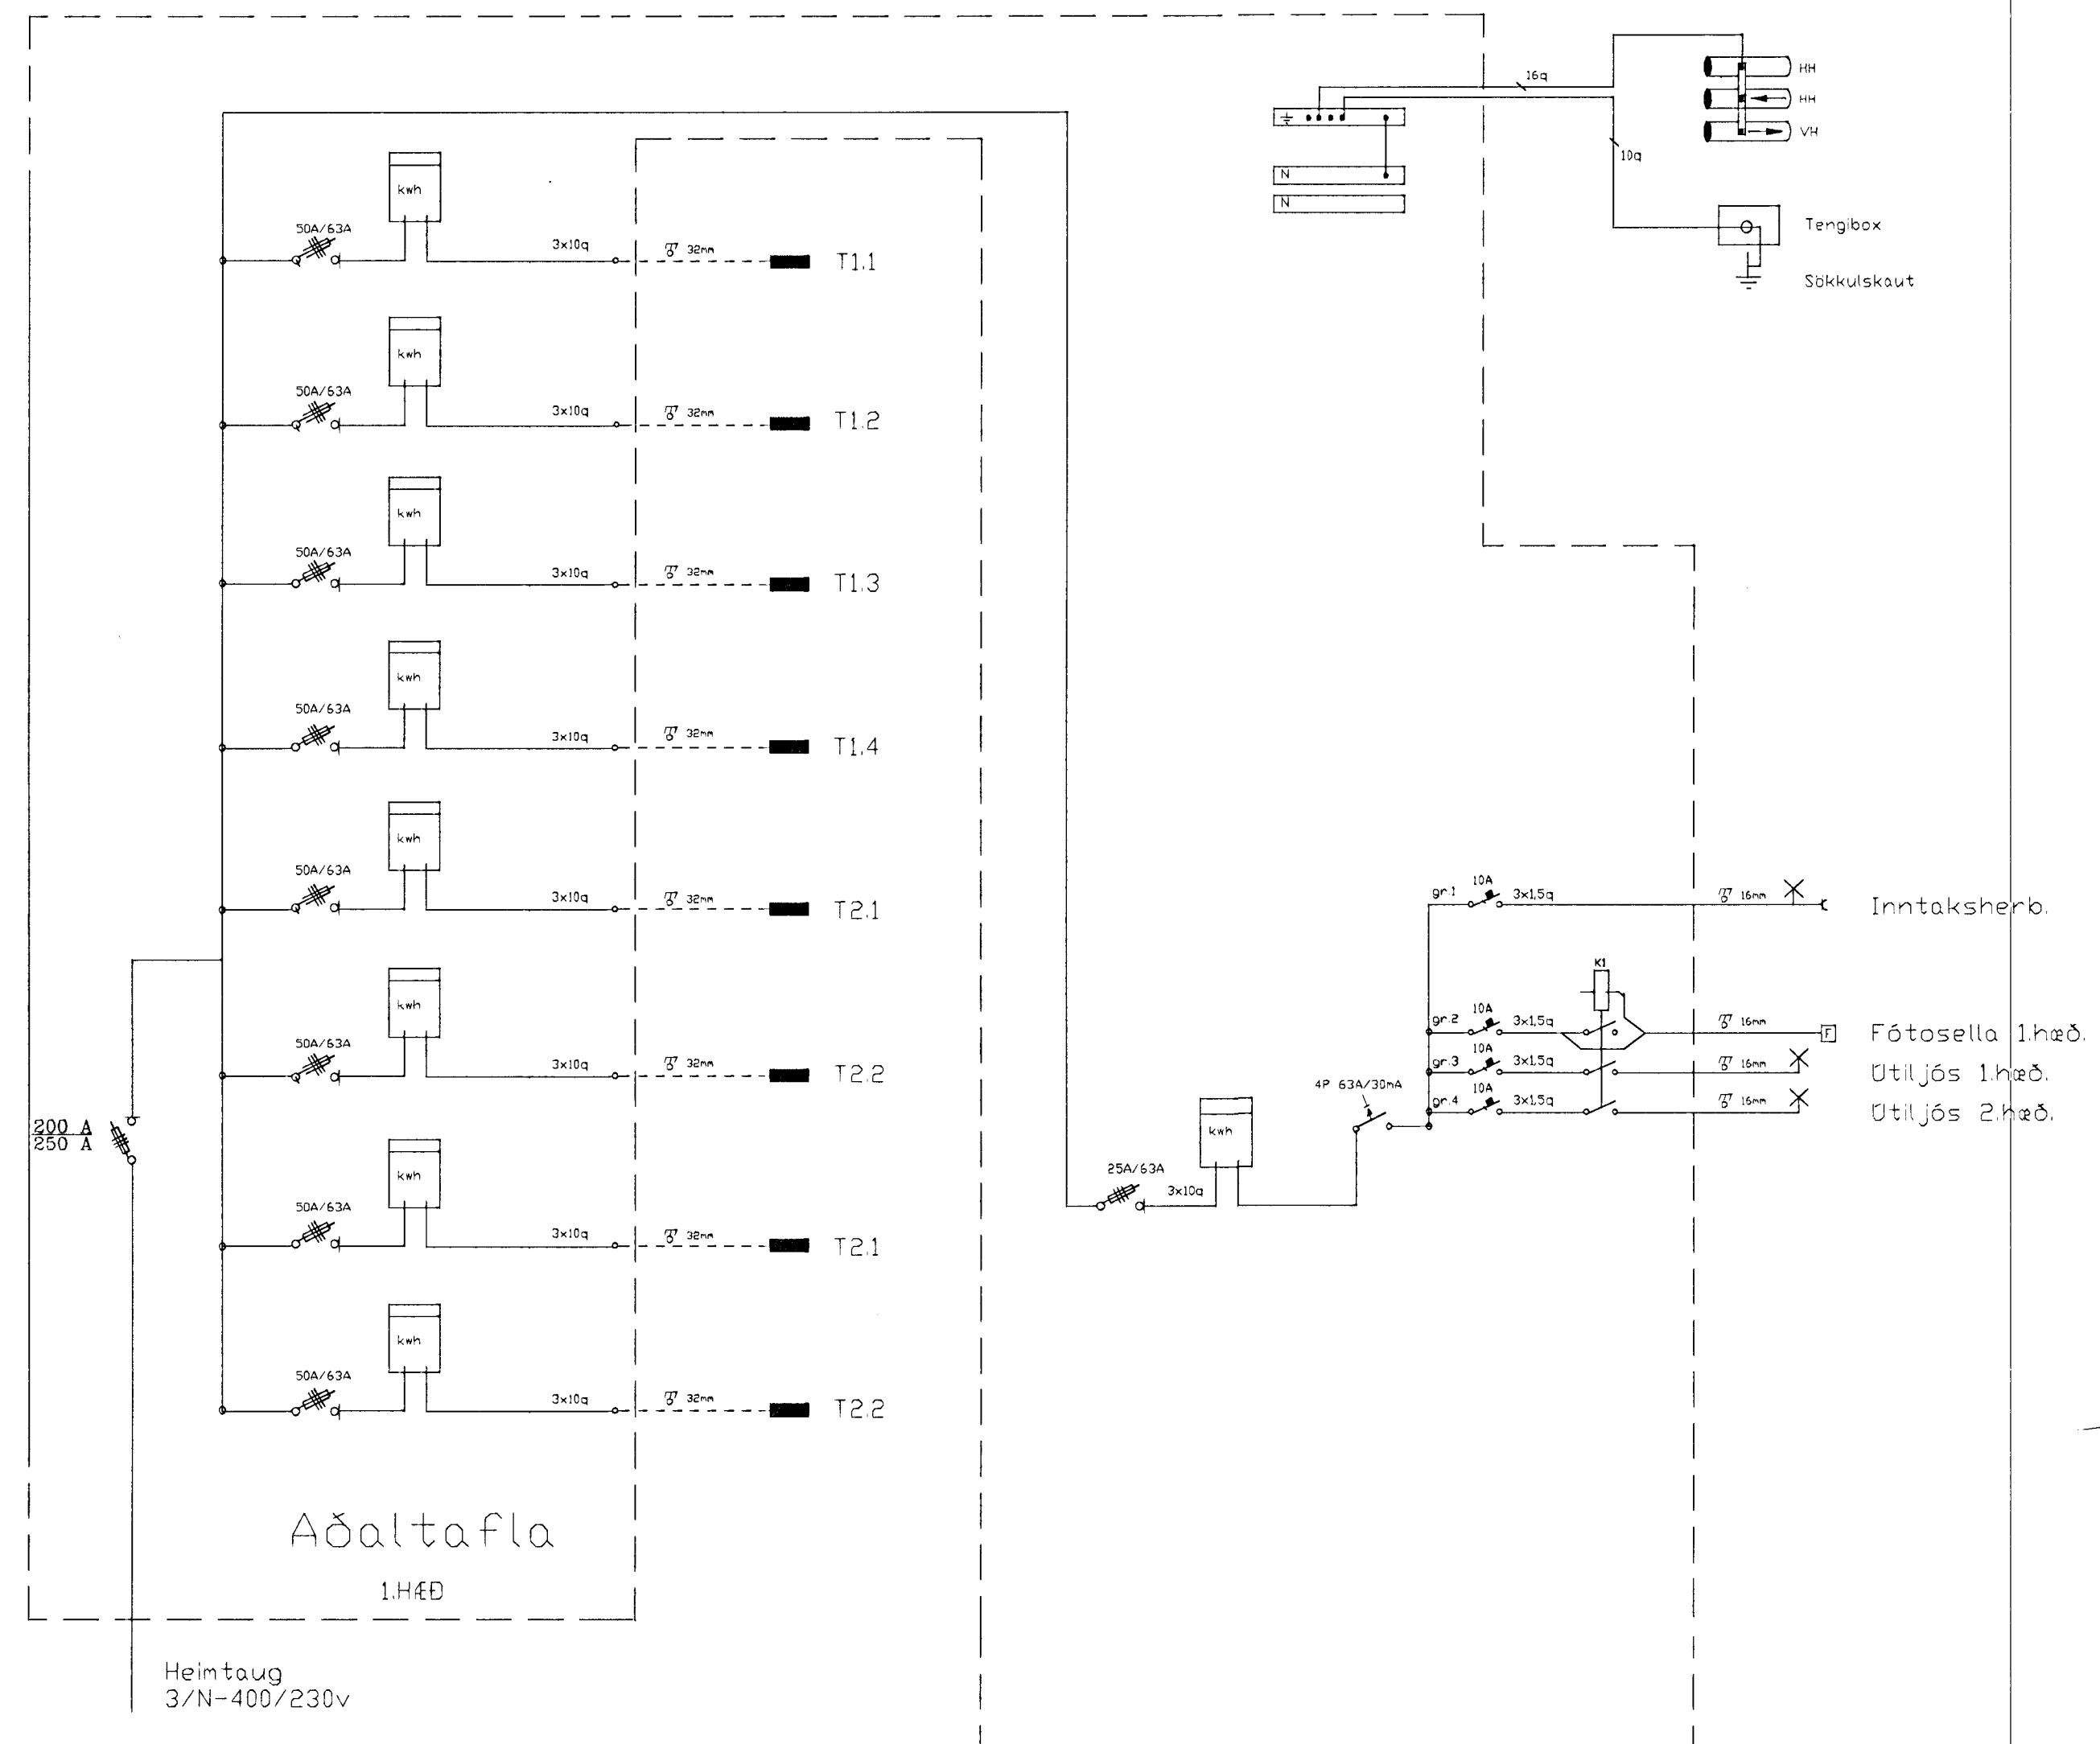 16q
HH
HH
VH
10q
N
N
Tengibox
Sökkulskaut
kwh
50A/63A
3x10q
32mm
T1.1
kwh
50A/63A
3x10q
32mm
T1.2
kwh
50A/63A
3x10q
32mm
T1.3
kwh
50A/63A
3x10q
32mm
T1.4
kwh
50A/63A
3x10q
32mm
T2.1
kwh
50A/63A
3x10q
32mm
T2.2
kwh
50A/63A
3x10q
32mm
T2.1
kwh
50A/63A
3x10q
32mm
T2.2
200 A
250 A
25A/63A
3x10q
kwh
4P 63A/30mA
gr.1
10A
3x1,5q
16mm
Inntaksherb.
K1
gr.2
10A
3x1,5q
16mm
F
Fótosella 1.hæð.
gr.3
10A
3x1,5q
16mm
Útiljós 1.hæð.
gr.4
10A
3x1,5q
16mm
Útiljós 2.hæð.
Aðaltafla
1.HÆÐ
Heimtaug
3/N-400/230v